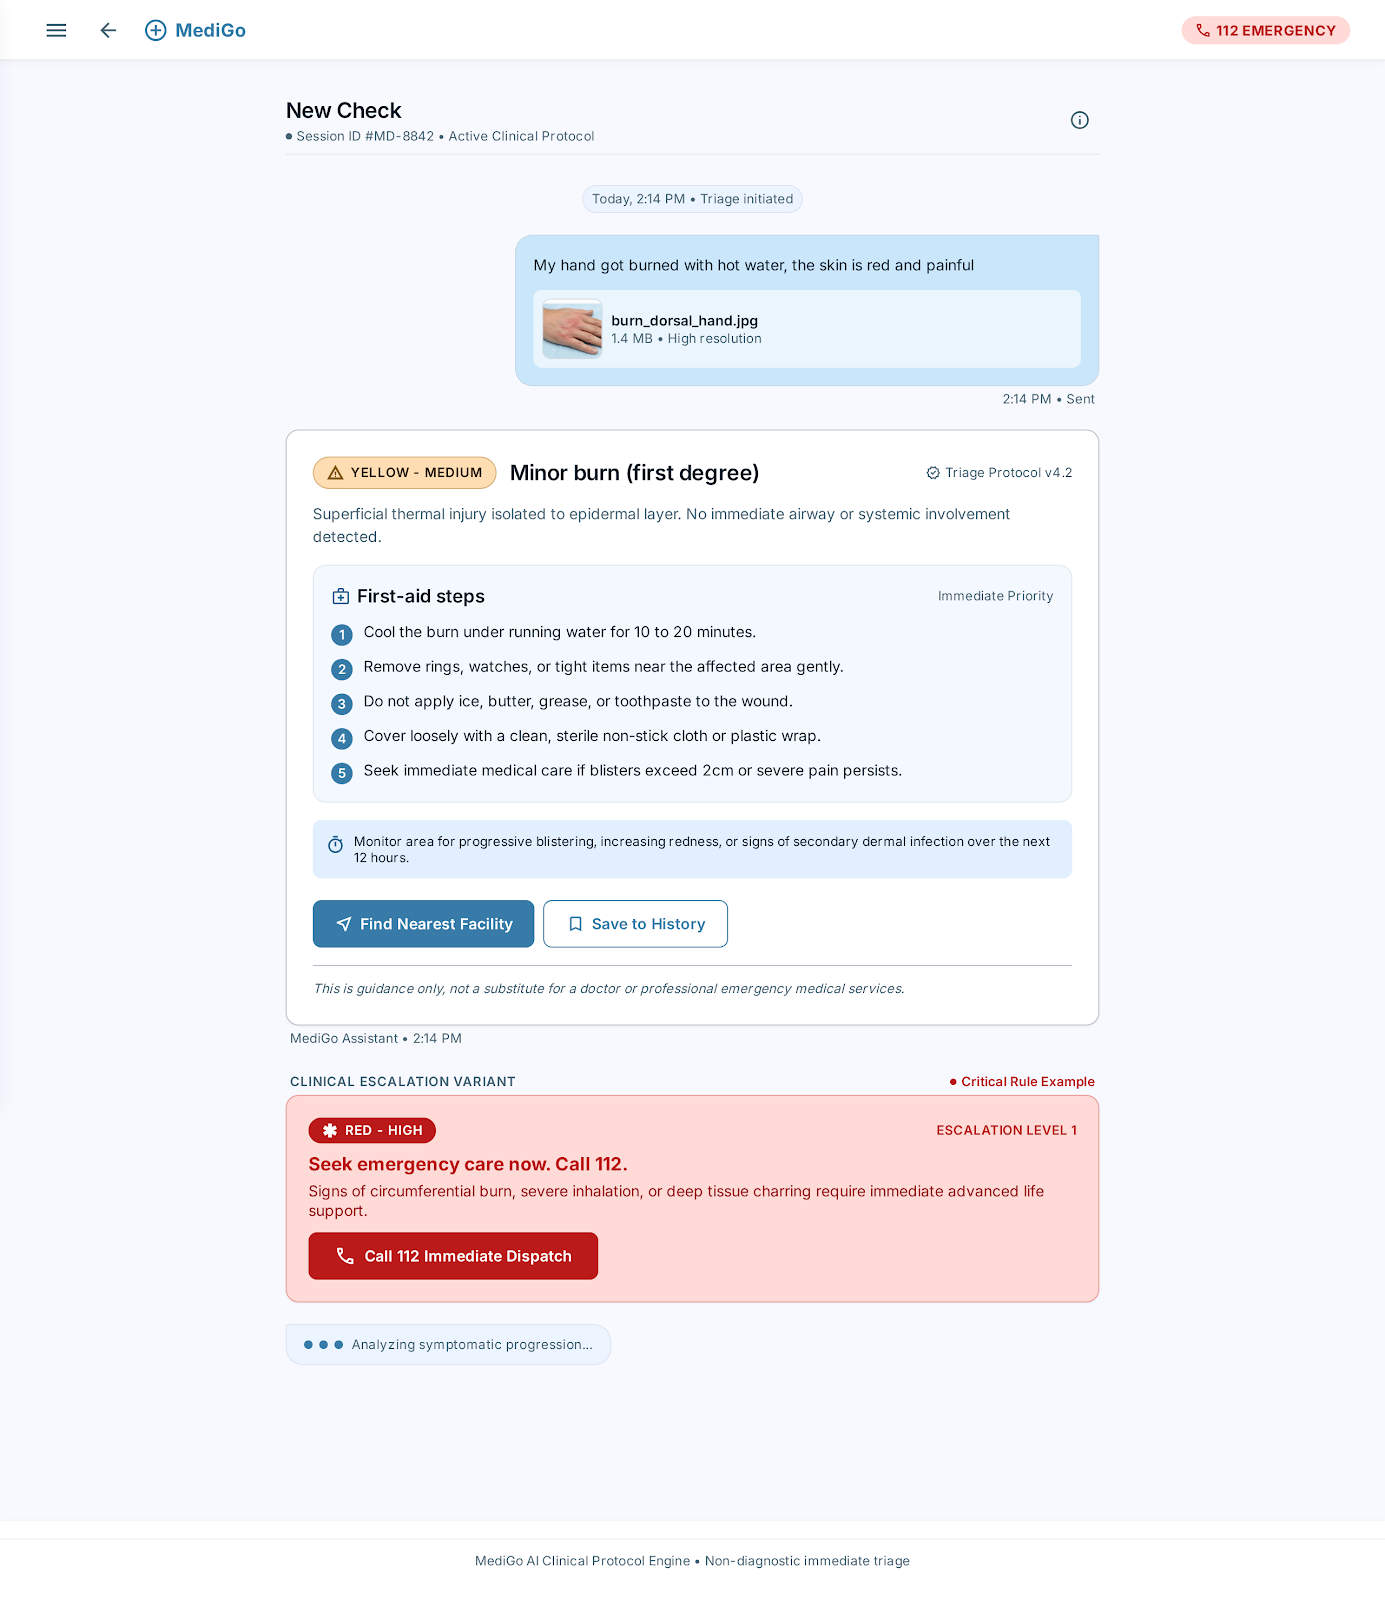 MediGo
112 EMERGENCY
New Check
Session ID #MD-8842 • Active Clinical Protocol
Today, 2:14 PM • Triage initiated
My hand got burned with hot water, the skin is red and painful
burn_dorsal_hand.jpg
1.4 MB • High resolution
2:14 PM • Sent
YELLOW - MEDIUM
Minor burn (first degree)
Triage Protocol v4.2
Superficial thermal injury isolated to epidermal layer. No immediate airway or systemic involvement
detected.
First-aid steps
Immediate Priority
1 Cool the burn under running water for 10 to 20 minutes.
2 Remove rings, watches, or tight items near the affected area gently.
3 Do not apply ice, butter, grease, or toothpaste to the wound.
4 Cover loosely with a clean, sterile non-stick cloth or plastic wrap.
5 Seek immediate medical care if blisters exceed 2cm or severe pain persists.
Monitor area for progressive blistering, increasing redness, or signs of secondary dermal infection over the next
12 hours.
Find Nearest Facility
Save to History
This is guidance only, not a substitute for a doctor or professional emergency medical services.
MediGo Assistant • 2:14 PM
CLINICAL ESCALATION VARIANT
• Critical Rule Example
RED - HIGH
ESCALATION LEVEL 1
Seek emergency care now. Call 112.
Signs of circumferential burn, severe inhalation, or deep tissue charring require immediate advanced life
support.
Call 112 Immediate Dispatch
Analyzing symptomatic progression...
MediGo AI Clinical Protocol Engine • Non-diagnostic immediate triage